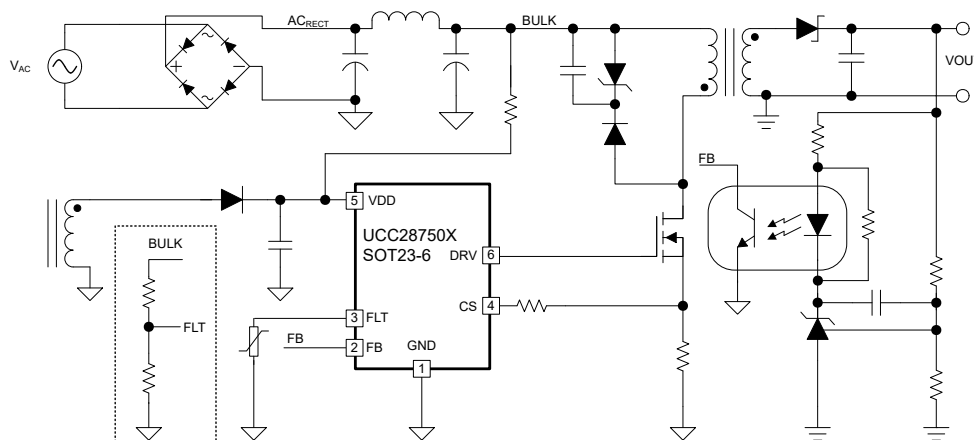 AC_RECT
BULK
V_AC
+
~
~
−
VOU
FB
5 VDD
UCC28750X
SOT23-6
DRV 6
BULK
FLT
CS 4
3 FLT
FB
2 FB
GND
1